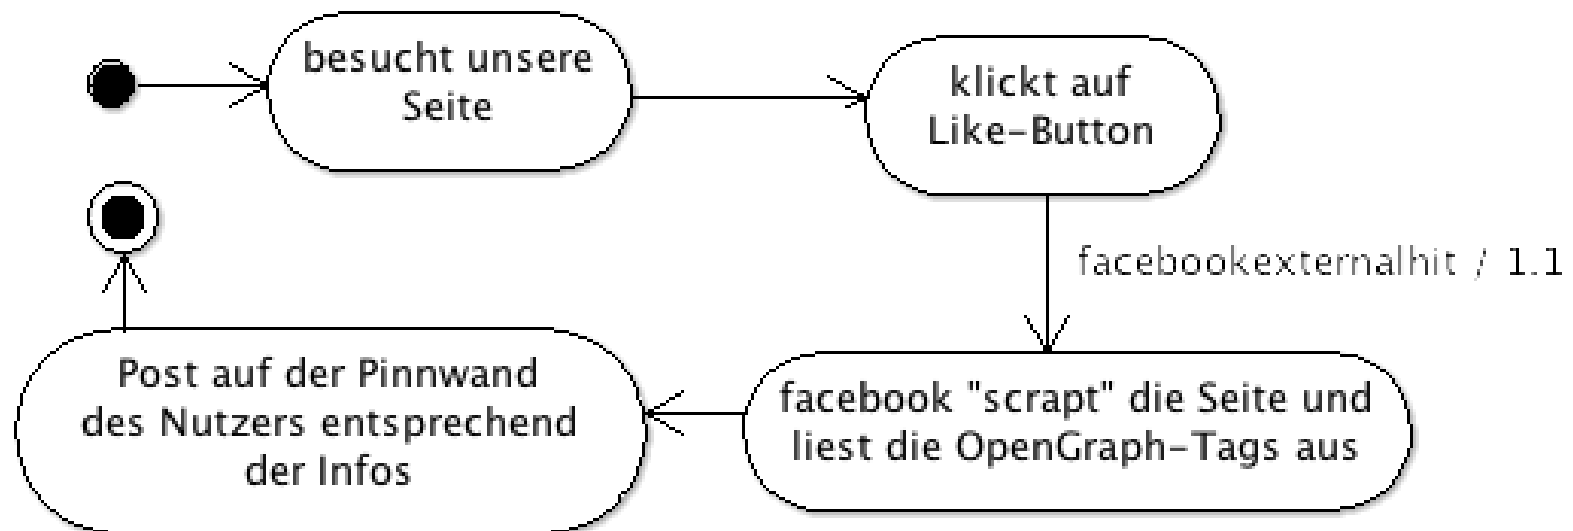 besucht unsere
Seite
klickt auf
Like-Button
facebookexternalhit / 1.1
facebook "scrapt" die Seite und
liest die OpenGraph-Tags aus
Post auf der Pinnwand
des Nutzers entsprechend
der Infos